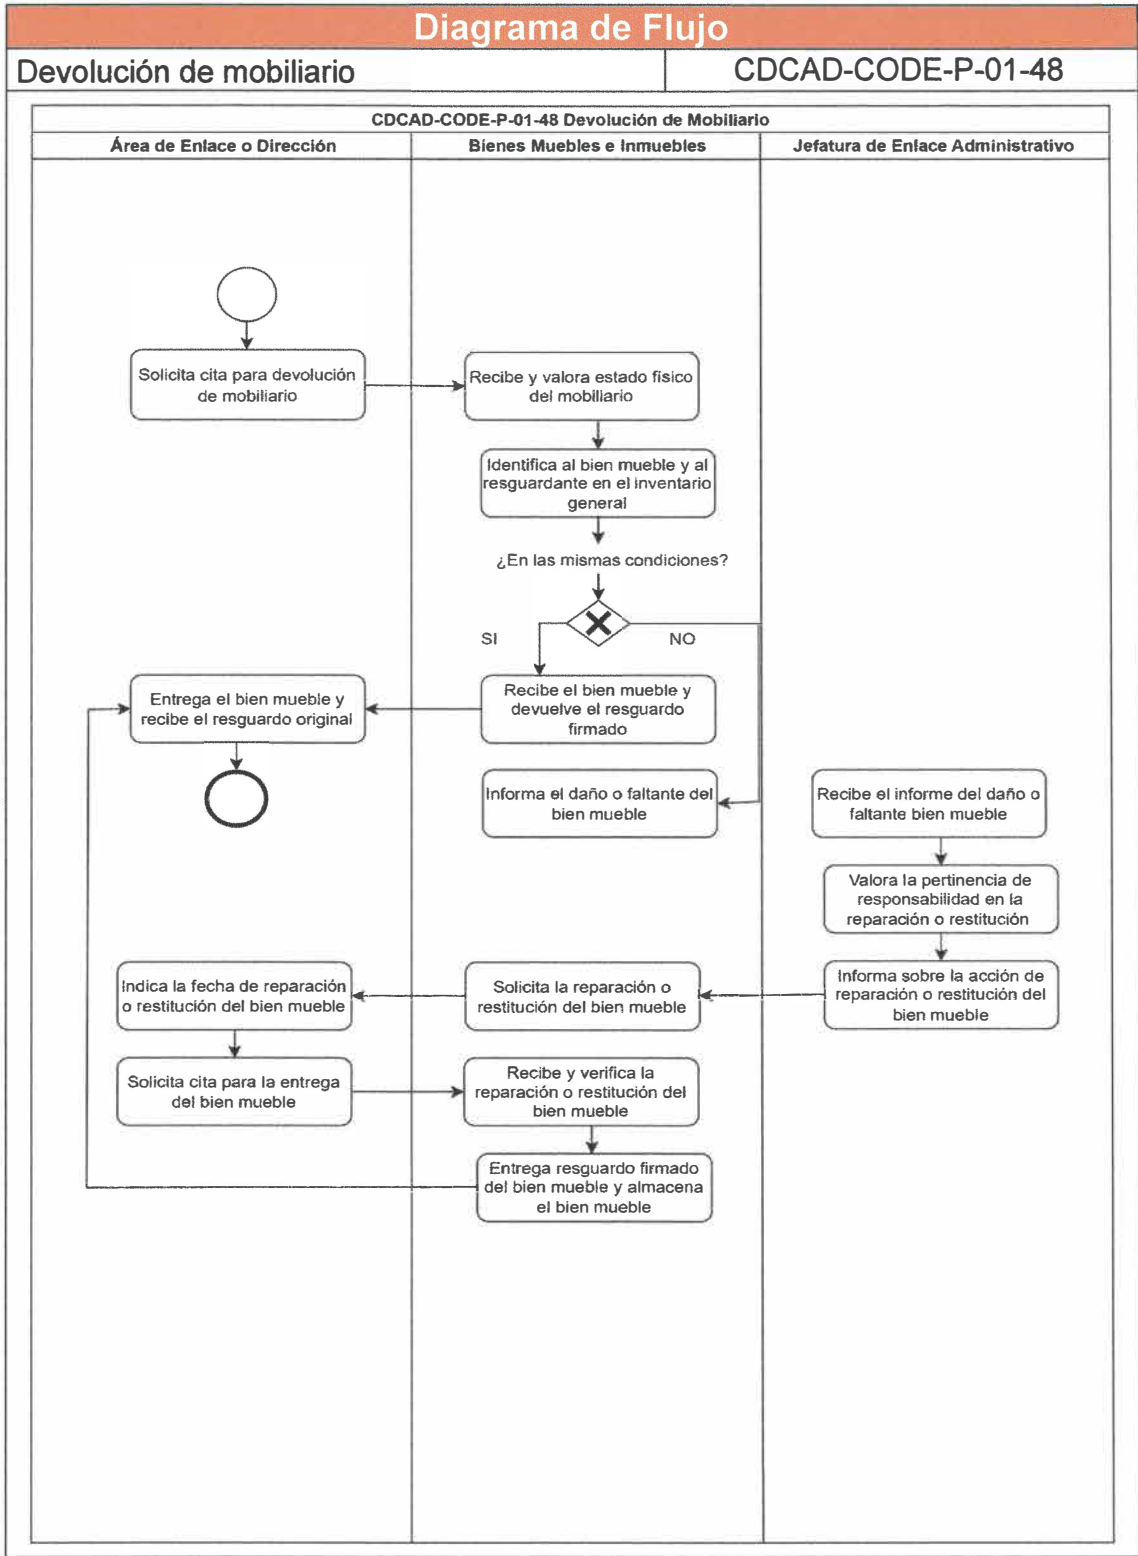 Diagrama de Flujo
Devolución de mobiliario
CDCAD-CODE-P-01-48
CDCAD-CODE-P-01-48 Devolución de Mobiliario
Área de Enlace o Dirección
Bienes Muebles e Inmuebles
Jefatura de Enlace Administrativo
Solicita cita para devolución
de mobiliario
Recibe y valora estado físico
del mobiliario
Identifica al bien mueble y al
resguardante en el inventario
general
¿En las mismas condiciones?
SI
NO
Entrega el bien mueble y
recibe el resguardo original
Recibe el bien mueble y
devuelve el resguardo
firmado
Informa el daño o faltante del
bien mueble
Recibe el informe del daño o
faltante bien mueble
Valora la pertinencia de
responsabilidad en la
reparación o restitución
Informa sobre la acción de
reparación o restitución del
bien mueble
Solicita la reparación o
restitución del bien mueble
Indica la fecha de reparación
o restitución del bien mueble
Solicita cita para la entrega
del bien mueble
Recibe y verifica la
reparación o restitución del
bien mueble
Entrega resguardo firmado
del bien mueble y almacena
el bien mueble